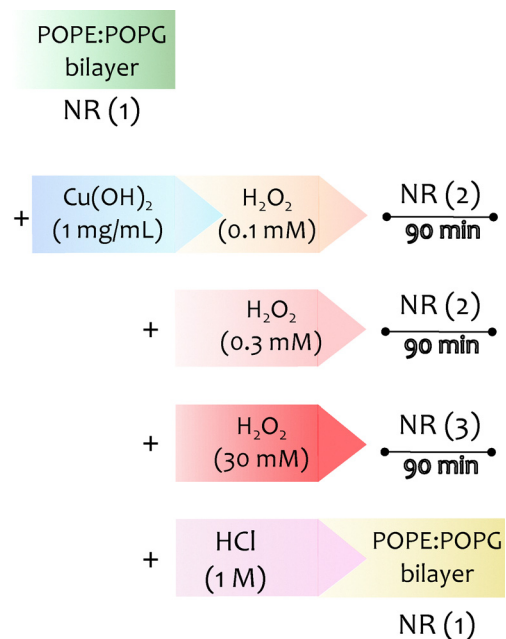 POPE:POPG
bilayer
NR (1)
+ Cu(OH)₂ H₂O₂ NR (2)
(1 mg/mL) (0.1 mM) 90 min
+ H₂O₂ NR (2)
(0.3 mM) 90 min
+ H₂O₂ NR (3)
(30 mM) 90 min
+ HCl POPE:POPG
(1 M) bilayer
NR (1)